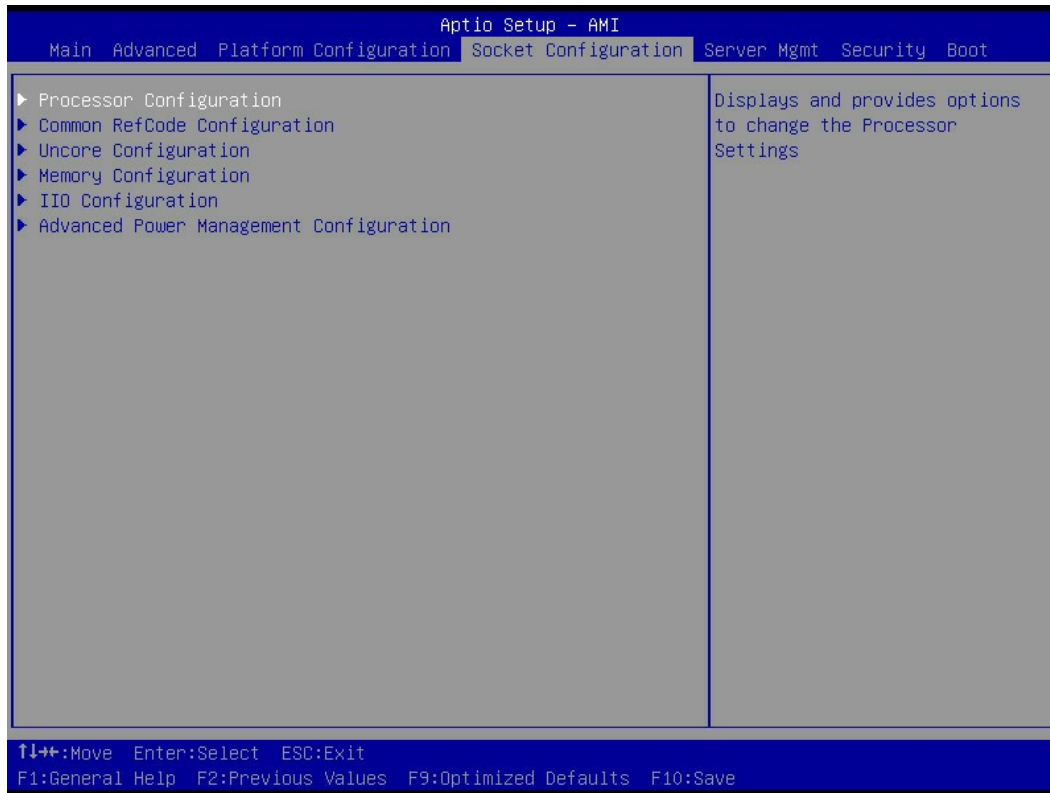 Aptio Setup – AMI
Main Advanced Platform Configuration Socket Configuration Server Mgmt Security Boot
▶ Processor Configuration
▶ Common RefCode Configuration
▶ Uncore Configuration
▶ Memory Configuration
▶ IIO Configuration
▶ Advanced Power Management Configuration
Displays and provides options
to change the Processor
Settings
↑↓→←:Move Enter:Select ESC:Exit
F1:General Help F2:Previous Values F9:Optimized Defaults F10:Save